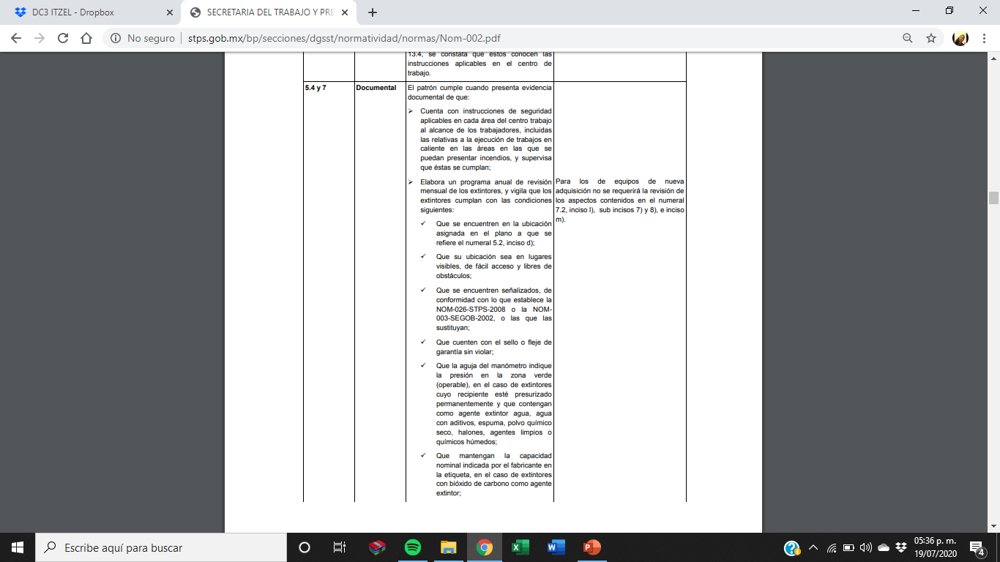 DC3 ITZEL - Dropbox
SECRETARIA DEL TRABAJO Y PRE
No seguro
stps.gob.mx/bp/secciones/dgsst/normatividad/normas/Nom-002.pdf
13.4, se constata que éstos conocen las
instrucciones aplicables en el centro de
trabajo.
5.4 y 7
Documental
El patrón cumple cuando presenta evidencia
documental de que:
Cuenta con instrucciones de seguridad
aplicables en cada área del centro trabajo
al alcance de los trabajadores, incluidas
las relativas a la ejecución de trabajos en
caliente en las áreas en las que se
puedan presentar incendios, y supervisa
que éstas se cumplan;
Elabora un programa anual de revisión
mensual de los extintores, y vigila que los
extintores cumplan con las condiciones
siguientes:
Que se encuentren en la ubicación
asignada en el plano a que se
refiere el numeral 5.2, inciso d);
Que su ubicación sea en lugares
visibles, de fácil acceso y libres de
obstáculos;
Que se encuentren señalizados, de
conformidad con lo que establece la
NOM-026-STPS-2008 o la NOM-
003-SEGOB-2002, o las que las
sustituyan;
Que cuenten con el sello o fleje de
garantía sin violar;
Que la aguja del manómetro indique
la presión en la zona verde
(operable), en el caso de extintores
cuyo recipiente esté presurizado
permanentemente y que contengan
como agente extintor agua, agua
con aditivos, espuma, polvo químico
seco, halones, agentes limpios o
químicos húmedos;
Que mantengan la capacidad
nominal indicada por el fabricante en
la etiqueta, en el caso de extintores
con bióxido de carbono como agente
extintor;
Para los de equipos de nueva
adquisición no se requerirá la revisión de
los aspectos contenidos en el numeral
7.2, inciso l), sub incisos 7) y 8), e inciso
m).
Escribe aquí para buscar
05:36 p. m.
19/07/2020
4